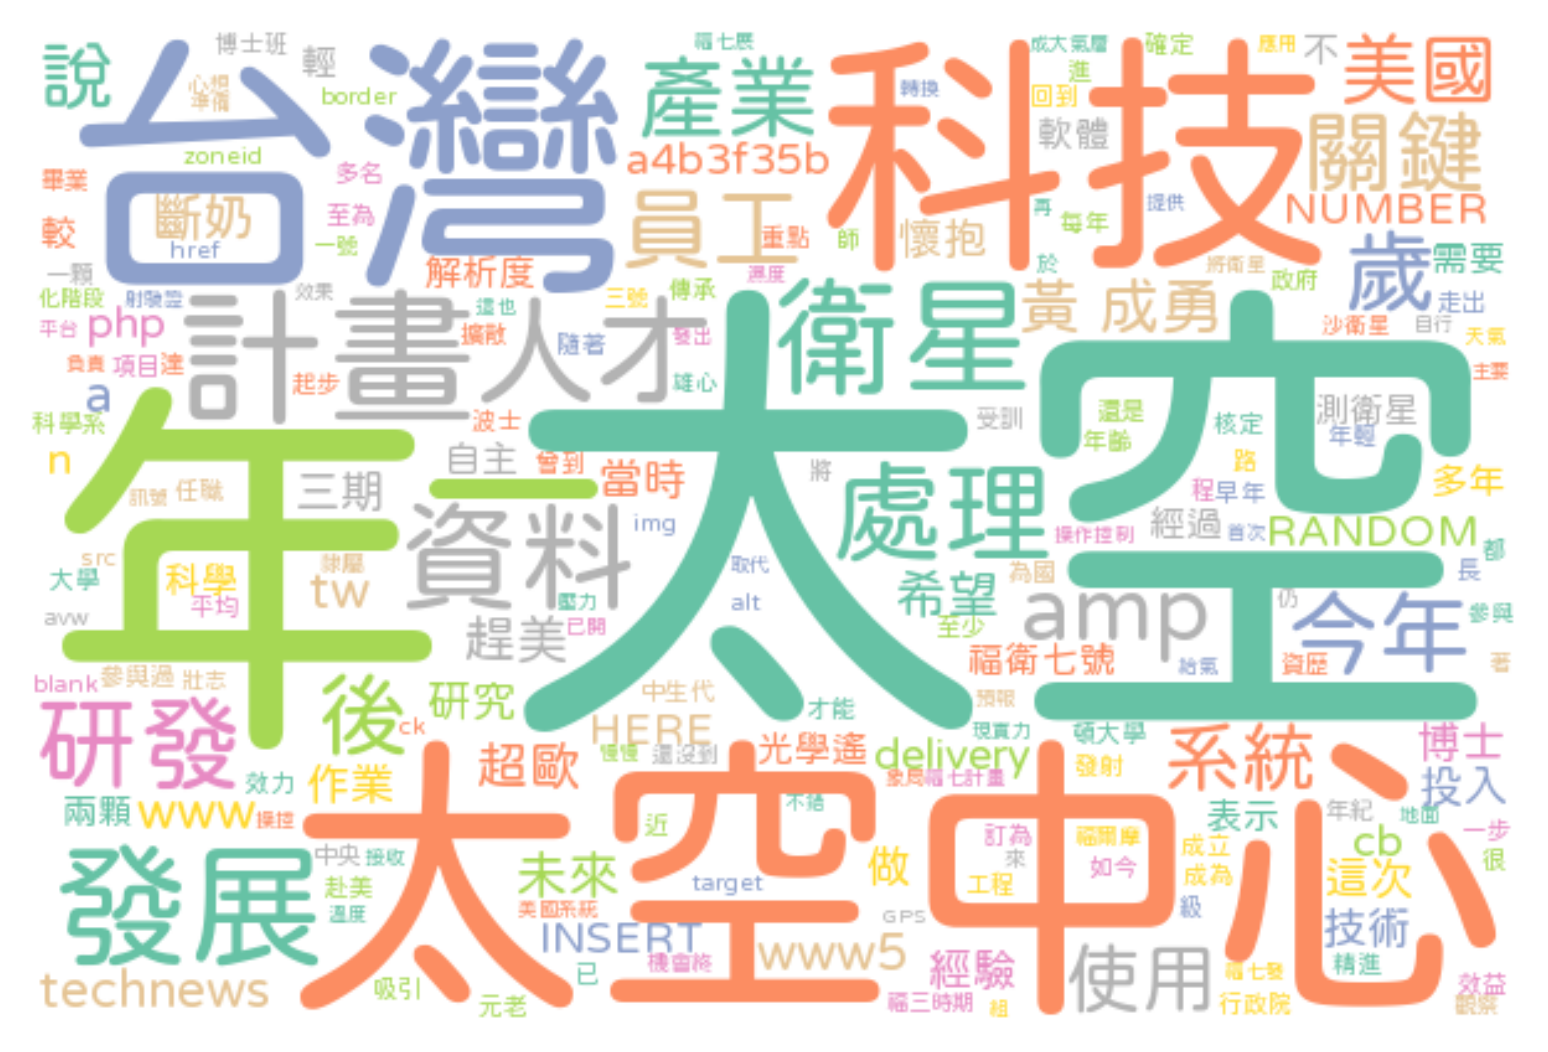 博士班
輕
福七展
成大氣層
確定
應用
不
美國
說
台灣
心想
準備
border
產業
科技
轉換
進
回到
軟體
關鍵
zoneid
a4b3f35b
畢業
多名
斷奶
至為
員工
再
提供
NUMBER
較
href
一號
重點
師
懷抱
每年
歲
需要
一顆
解析度
濕度
於
將衛星
政府
化階段
效果
三號
傳承
衛星
黃 成勇
走出
平台
php
計畫
人才
這也
擴散
隨著
發出
沙衛星
自行
天氣
負責
項目
達
起步
雄心
太空
主要
a
科學系
年
波士
受訓
還是
年齡
核定
測衛星
年輕
n
自主
曾到
一
當時
將
處理
路
多年
訊號
任職
三期
資料
img
程
早年
操作控制
經過
首次
RANDOM
都
src
大學
科學
平均
隸屬
tw
取代
希望
為國
長
avw
壓力
alt
amp
仍
今年
參與
趕美
已開
至少
福衛七號
給氣
資歷
著
blank
參與過
壯志
後
研究
中生代
預報
才能
研發
ck
HERE
現實力
頓大學
系統
博士
效力
作業
超歐
慢慢
還沒到
光學遙
delivery
象局
福七計畫
發射
投入
兩顆
www
操控
太空中心
不錯
近
表示
年紀
地面
一步
發展
中央
接收
未來
做
訂為
來
福爾摩
如今
成立
成為
cb
很
赴美
target
工程
這次
溫度
美國系統
GPS
級
technews
INSERT
www5
技術
吸引
已
機會終
經驗
使用
福七發
精進
效益
元老
福三時期
組
行政院
觀察